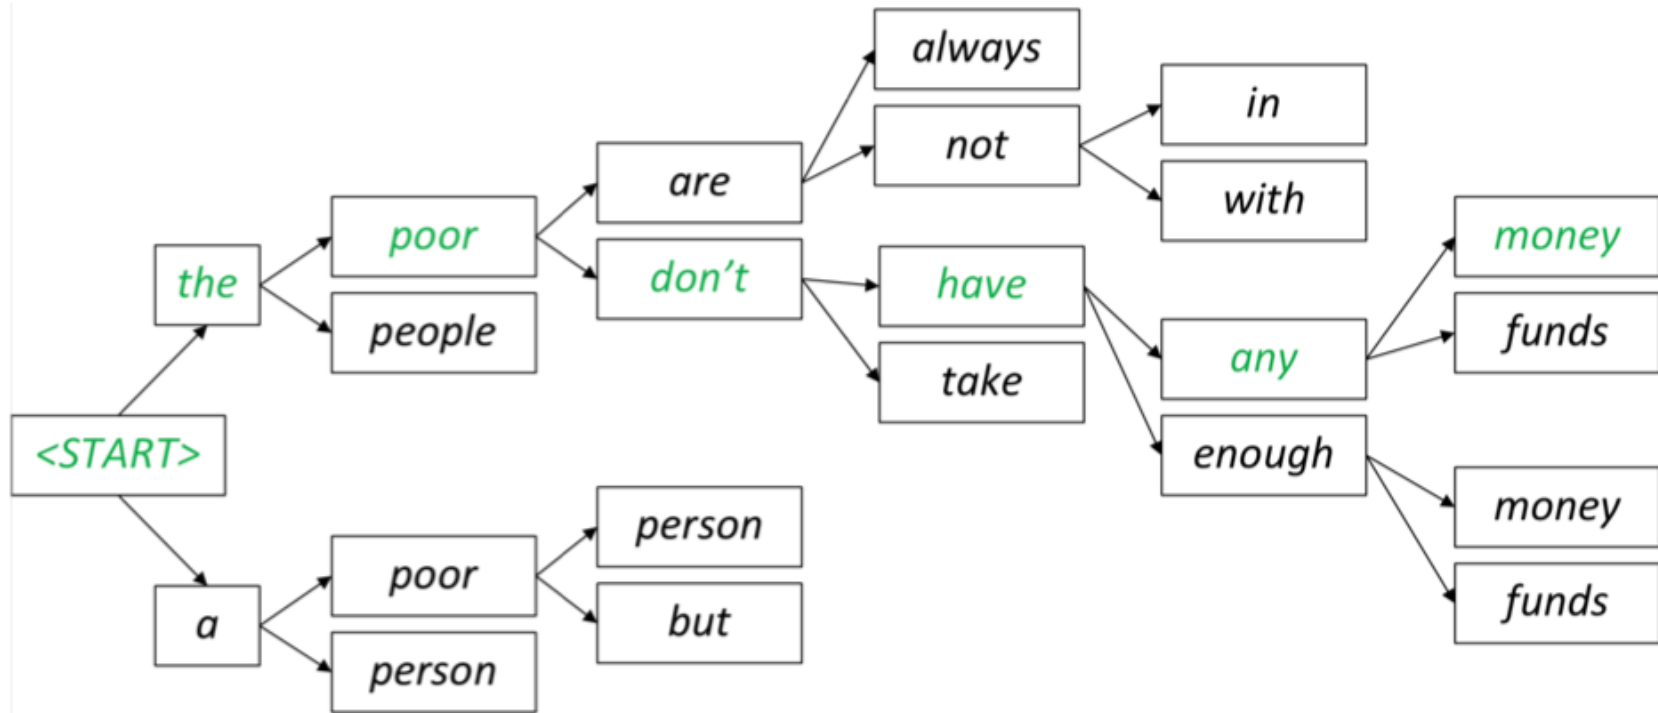 always
in
not
are
with
poor
money
the
don't
have
people
funds
any
take
<START>
enough
person
money
poor
but
funds
a
person